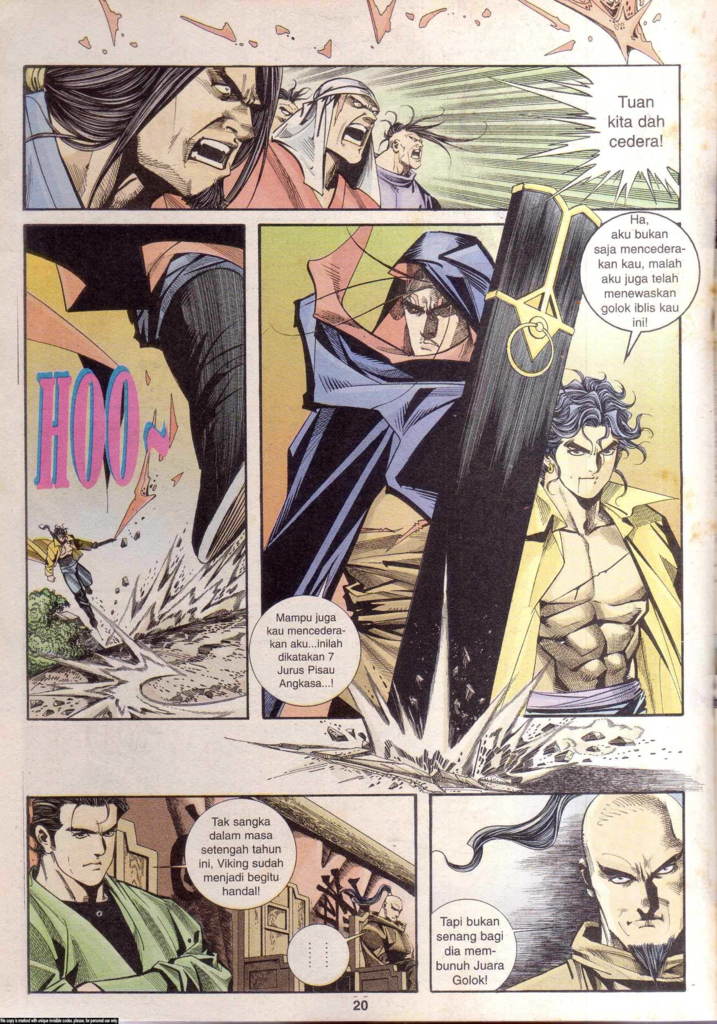 Tuan
kita dah
cedera!
Ha,
aku bukan
saja mencedera-
kan kau, malah
aku juga telah
menewaskan
golok iblis kau
ini!
HOO~
Mampu juga
kau mencedera-
kan aku...inilah
dikatakan 7
Jurus Pisau
Angkasa...!
Tak sangka
dalam masa
setengah tahun
ini, Viking sudah
menjadi begitu
handal!
Tapi bukan
senang bagi
dia mem-
bunuh Juara
Golok!
20